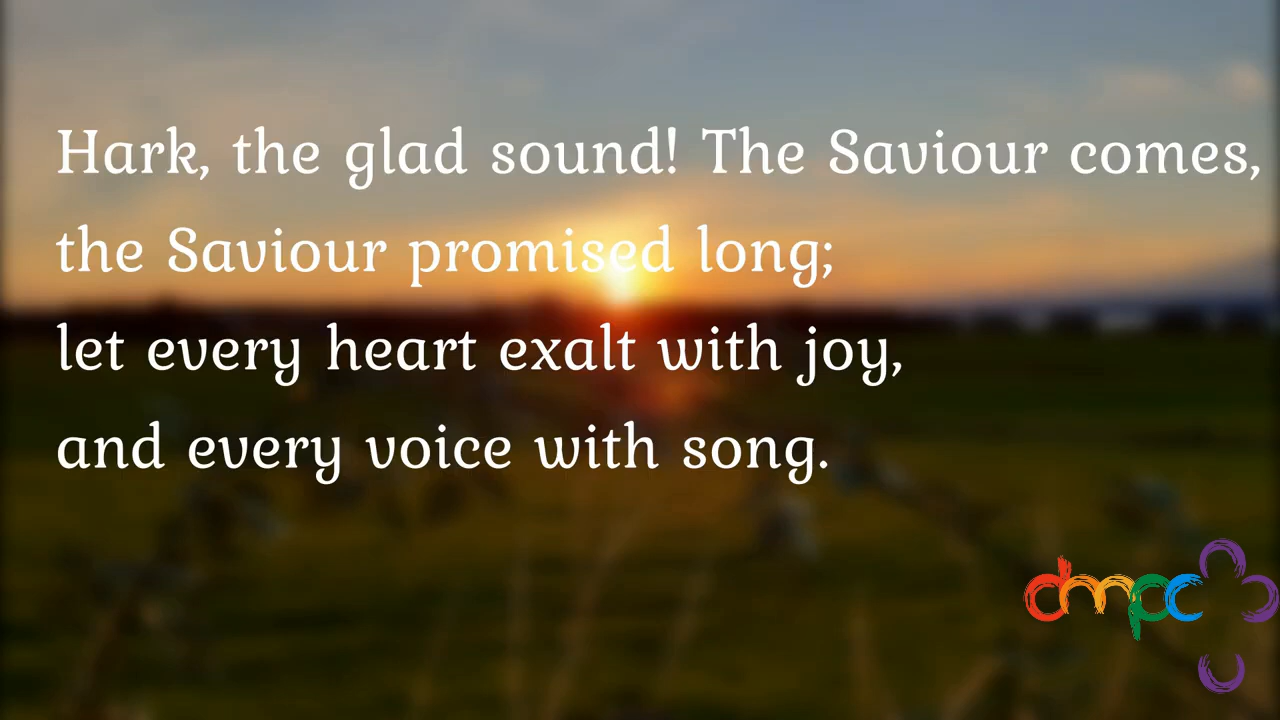 Hark, the glad sound! The Saviour comes,
the Saviour promised long;
let every heart exalt with joy,
and every voice with song.
dmpc